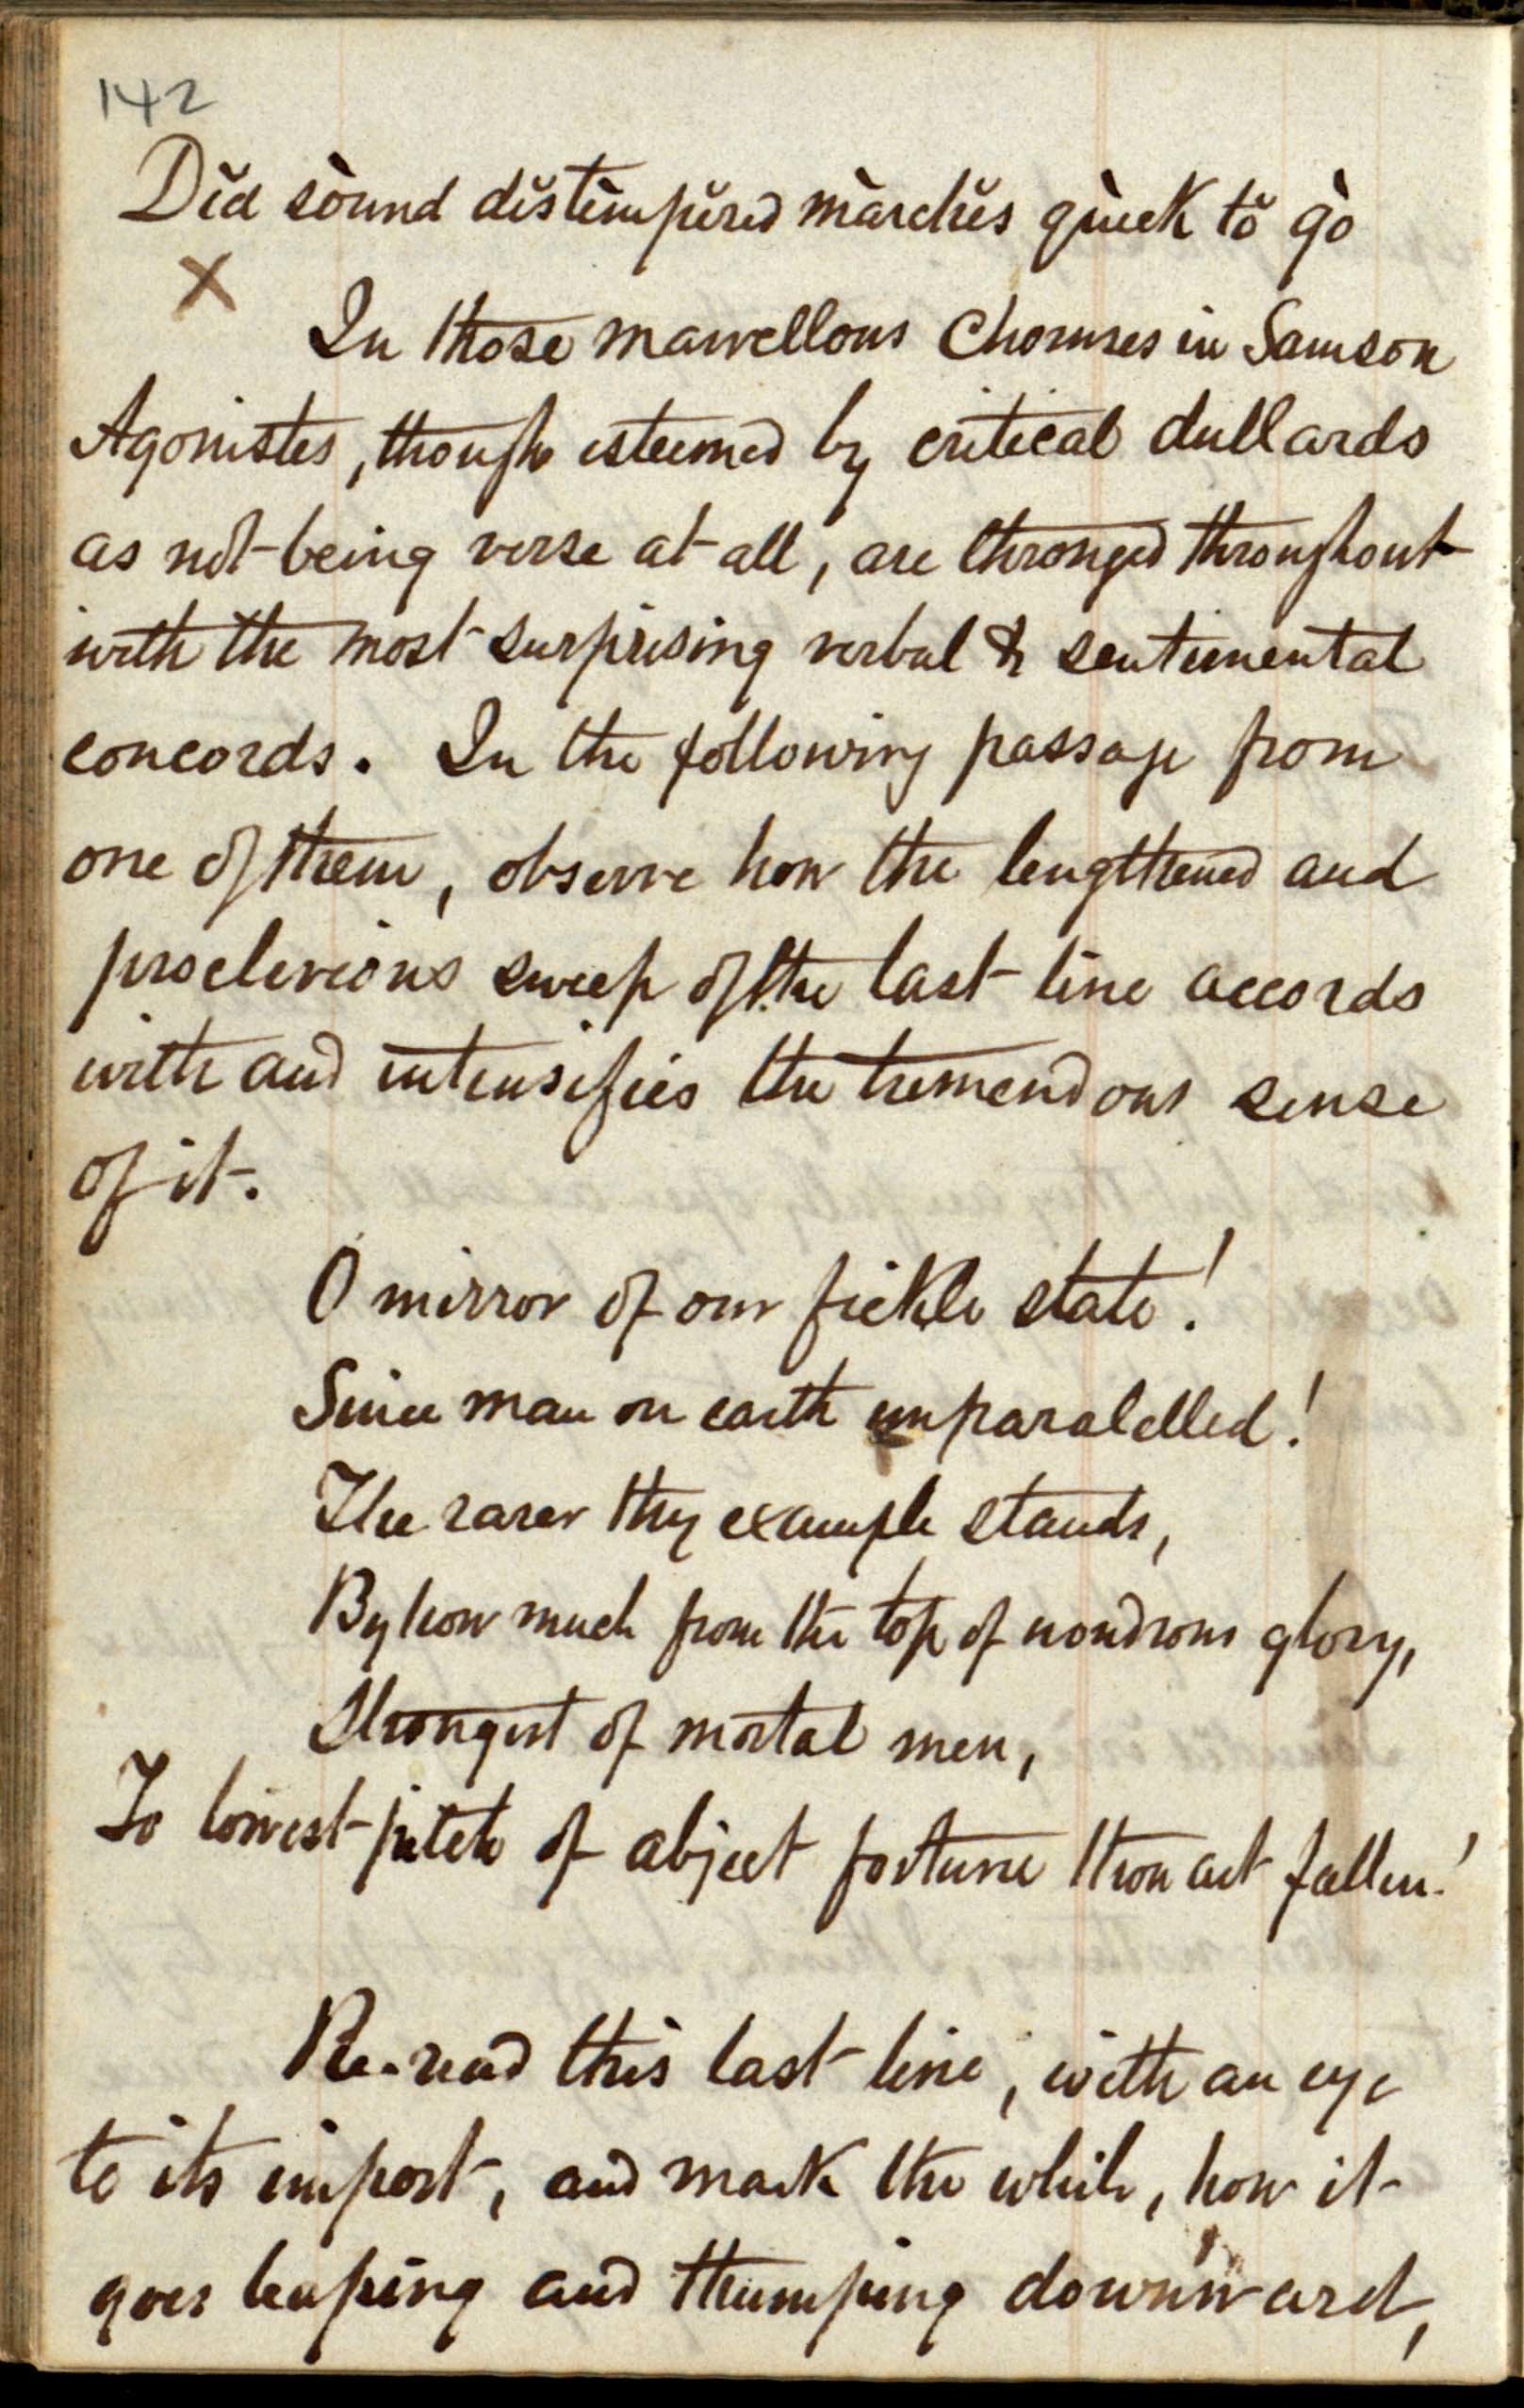 142
Dĭd sòund dĭstèmpĕred màrchĕs qùick tŏ gò
X
In those marvellous Choruses in Samson
Agonistes, though esteemed by critical dullards
as not being verse at all, are thronged throughout
with the most surprising verbal & sentimental
concords. In the following passage from
one of them, observe how the lengthened and
proclivious sweep of the last line accords
with and intensifies the tremendous sense
of it.
O mirror of our fickle state!
Since man on earth unparalelled!
The rarer thy example stands,
By how much from the top of wondrous glory,
Strongest of mortal men,
To lowest pitch of abject fortune thou art fallen!
Re-read this last line, with an eye
to its import, and mark the while, how it
goes leaping and thumping downward,